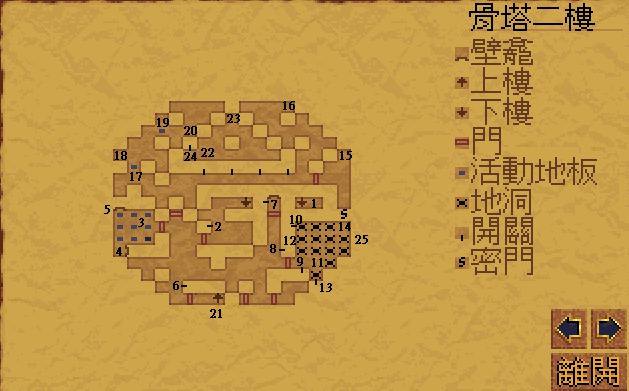 骨塔二樓
壁龕
上樓
下樓
門
活動地板
地洞
開關
S 密門
16
19 23
20
18 24 22 15
17
5 7 1
3 2 10 S 14
4 8 12 25
9 11
6 13
21
離開